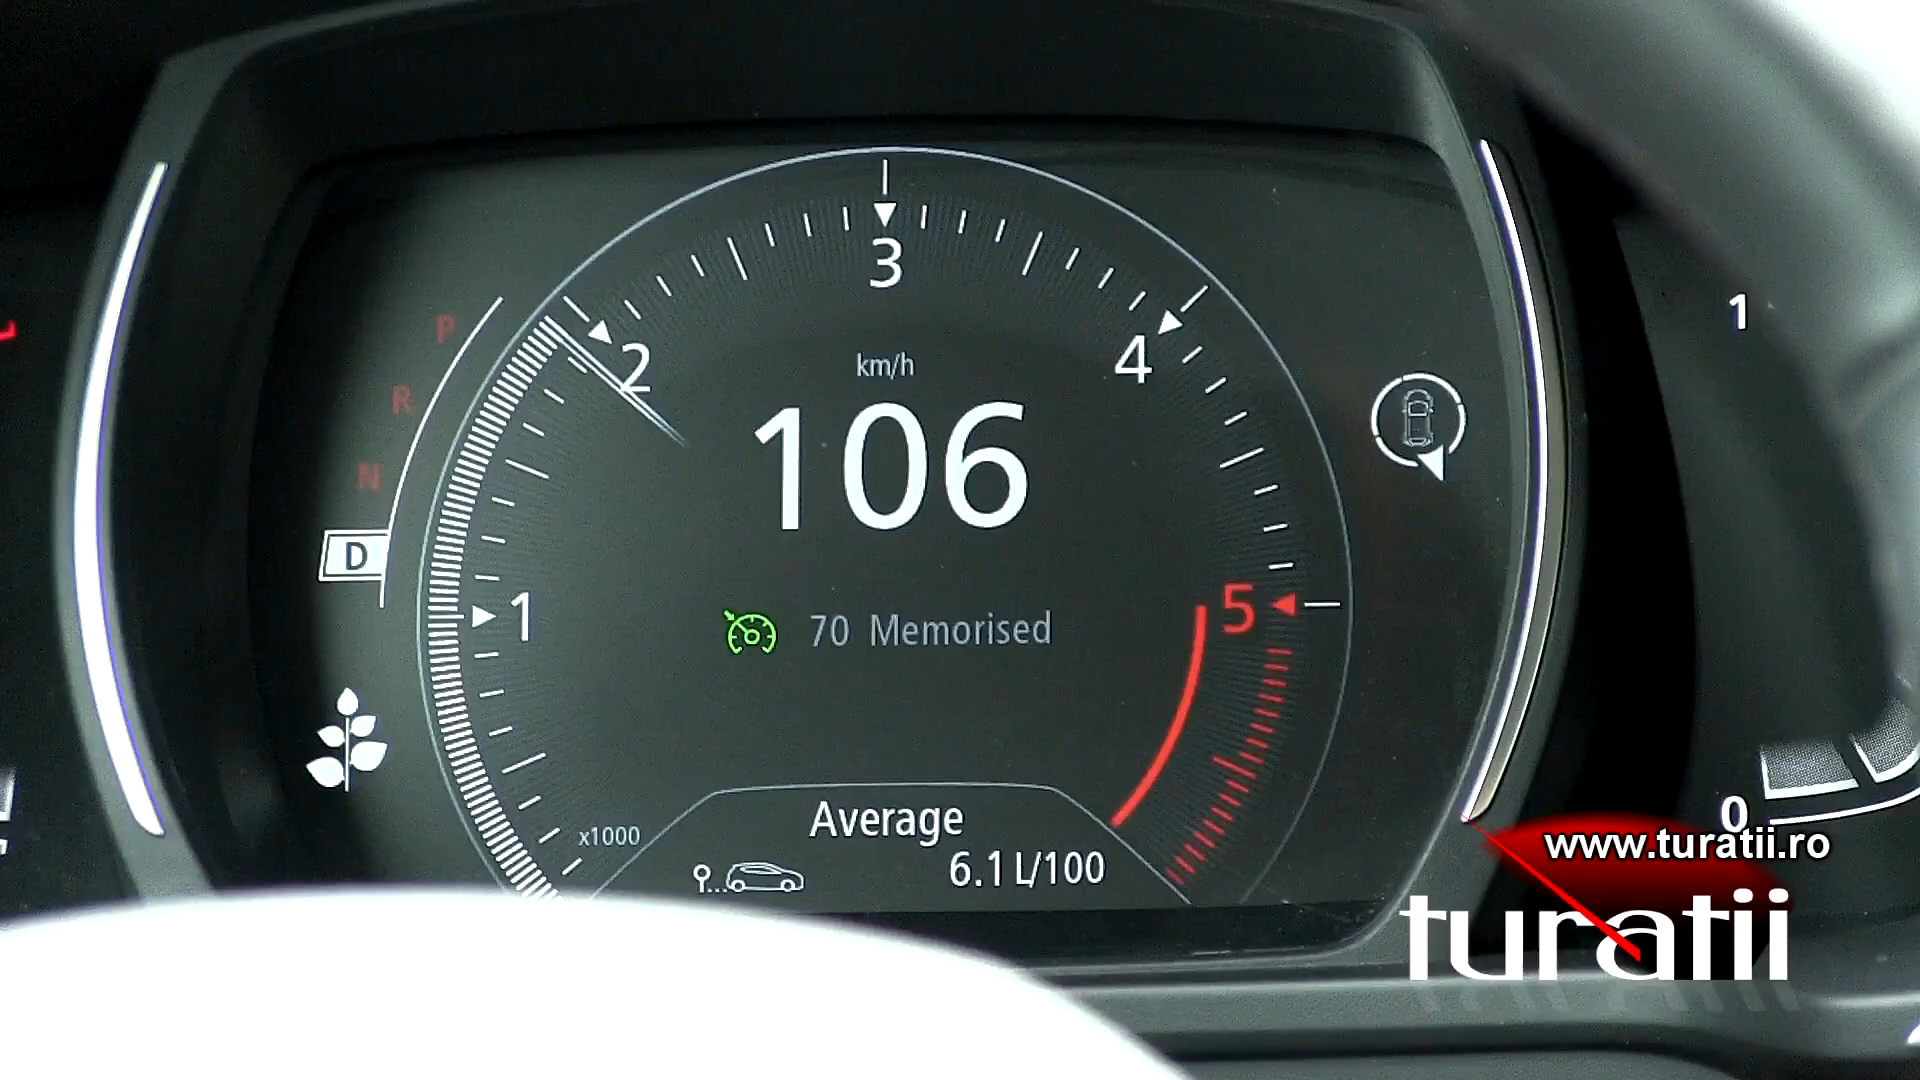 3
P
2
4
km/h
1
R
106
N
D
5
1
70 Memorised
Average
x1000
6.1 L/100
0
www.turatii.ro
turatii